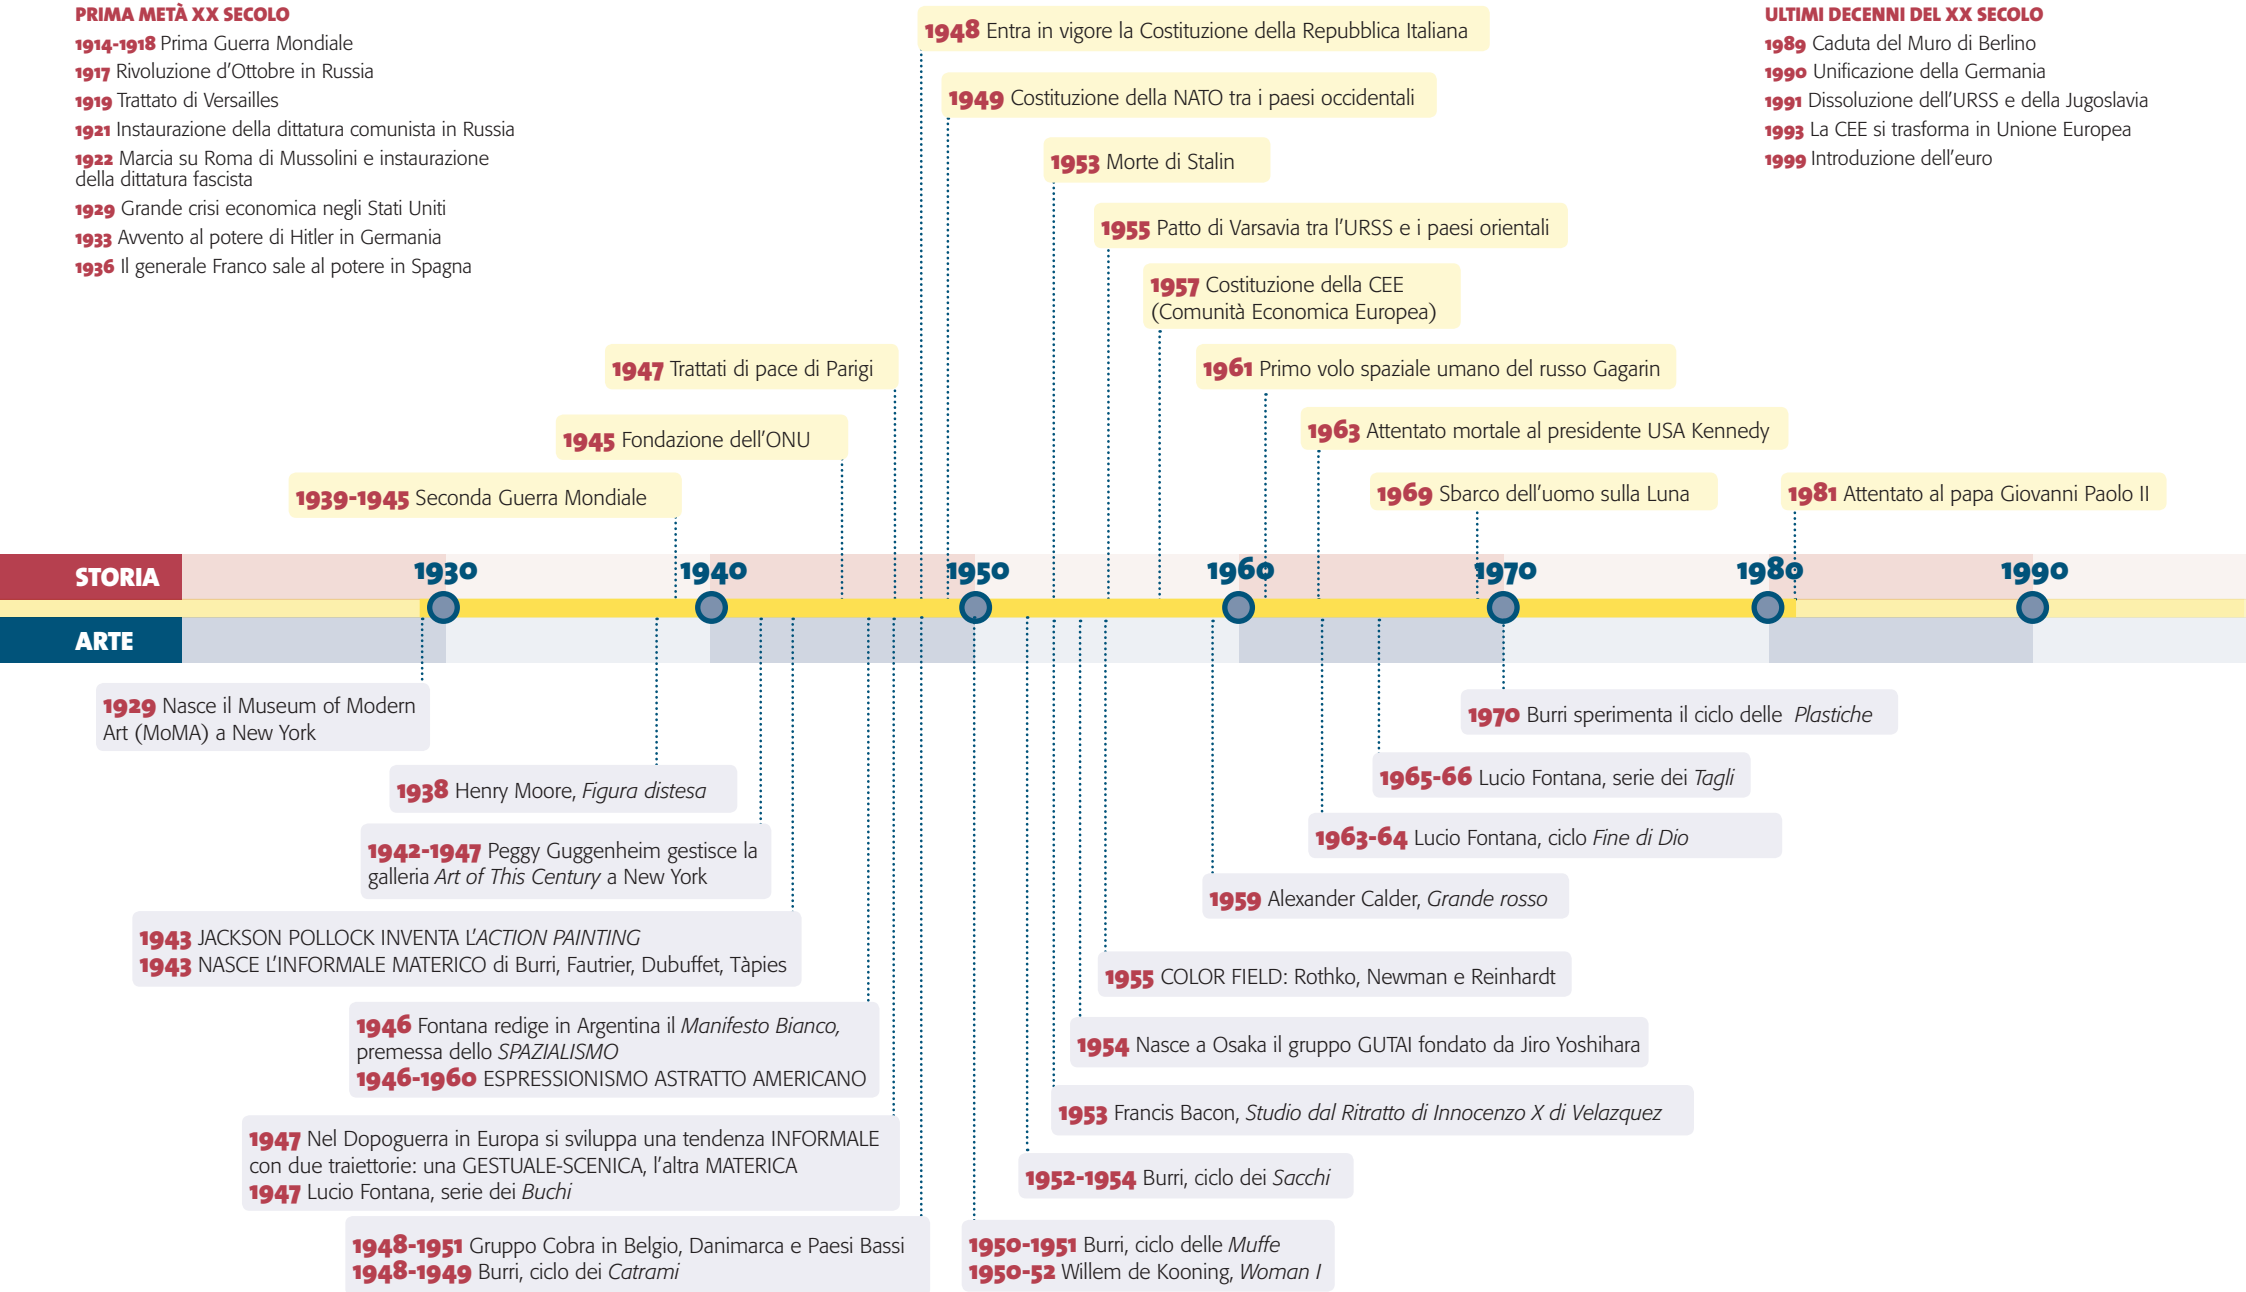 PRIMA METÀ XX SECOLO
1914-1918 Prima Guerra Mondiale
1917 Rivoluzione d'Ottobre in Russia
1919 Trattato di Versailles
1921 Instaurazione della dittatura comunista in Russia
1922 Marcia su Roma di Mussolini e instaurazione
della dittatura fascista
1929 Grande crisi economica negli Stati Uniti
1933 Avvento al potere di Hitler in Germania
1936 Il generale Franco sale al potere in Spagna
ULTIMI DECENNI DEL XX SECOLO
1989 Caduta del Muro di Berlino
1990 Unificazione della Germania
1991 Dissoluzione dell'URSS e della Jugoslavia
1993 La CEE si trasforma in Unione Europea
1999 Introduzione dell'euro
1948 Entra in vigore la Costituzione della Repubblica Italiana
1949 Costituzione della NATO tra i paesi occidentali
1953 Morte di Stalin
1955 Patto di Varsavia tra l'URSS e i paesi orientali
1957 Costituzione della CEE
(Comunità Economica Europea)
1947 Trattati di pace di Parigi
1961 Primo volo spaziale umano del russo Gagarin
1945 Fondazione dell'ONU
1963 Attentato mortale al presidente USA Kennedy
1939-1945 Seconda Guerra Mondiale
1969 Sbarco dell'uomo sulla Luna
1981 Attentato al papa Giovanni Paolo II
STORIA
1930 1940 1950 1960 1970 1980 1990
ARTE
1929 Nasce il Museum of Modern
Art (MoMA) a New York
1970 Burri sperimenta il ciclo delle Plastiche
1938 Henry Moore, Figura distesa
1965-66 Lucio Fontana, serie dei Tagli
1942-1947 Peggy Guggenheim gestisce la
galleria Art of This Century a New York
1963-64 Lucio Fontana, ciclo Fine di Dio
1959 Alexander Calder, Grande rosso
1943 JACKSON POLLOCK INVENTA L'ACTION PAINTING
1943 NASCE L'INFORMALE MATERICO di Burri, Fautrier, Dubuffet, Tàpies
1955 COLOR FIELD: Rothko, Newman e Reinhardt
1946 Fontana redige in Argentina il Manifesto Bianco,
premessa dello SPAZIALISMO
1946-1960 ESPRESSIONISMO ASTRATTO AMERICANO
1954 Nasce a Osaka il gruppo GUTAI fondato da Jiro Yoshihara
1953 Francis Bacon, Studio dal Ritratto di Innocenzo X di Velazquez
1947 Nel Dopoguerra in Europa si sviluppa una tendenza INFORMALE
con due traiettorie: una GESTUALE-SCENICA, l'altra MATERICA
1947 Lucio Fontana, serie dei Buchi
1952-1954 Burri, ciclo dei Sacchi
1948-1951 Gruppo Cobra in Belgio, Danimarca e Paesi Bassi
1948-1949 Burri, ciclo dei Catrami
1950-1951 Burri, ciclo delle Muffe
1950-52 Willem de Kooning, Woman I